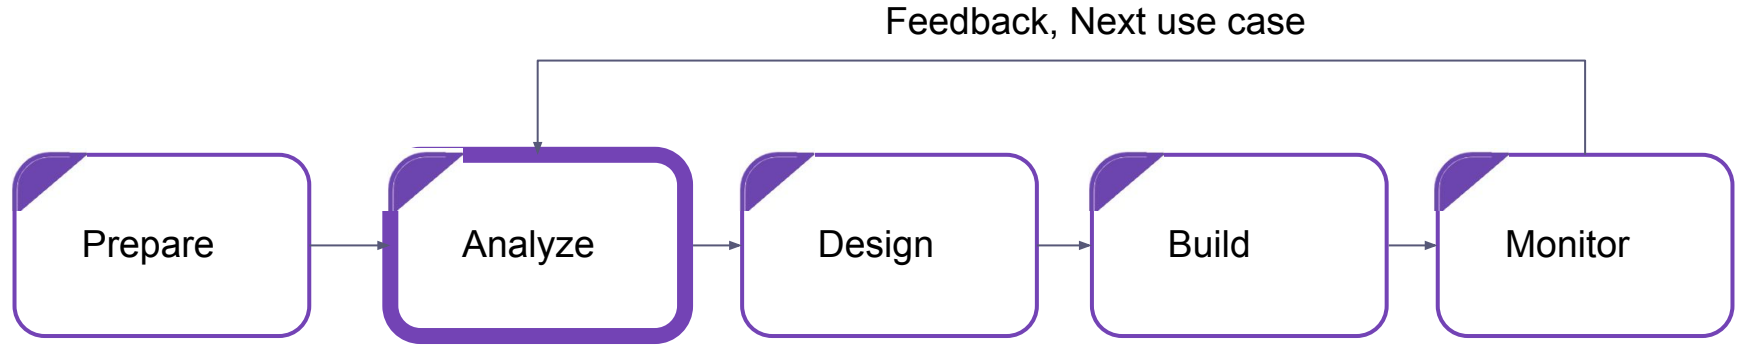 Feedback, Next use case
Prepare
Analyze
Design
Build
Monitor